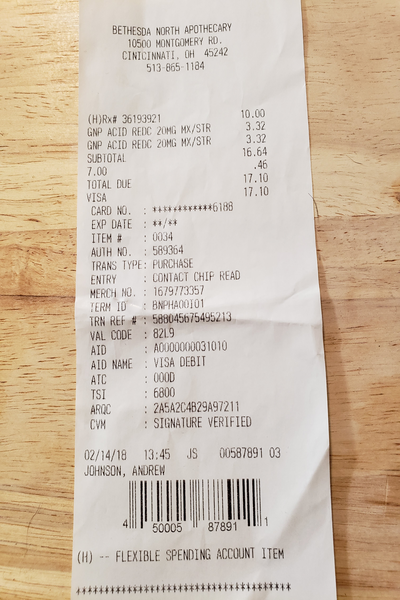 BETHESDA NORTH APOTHECARY
10500 MONTGOMERY RD.
CINICINNATI, OH 45242
513-865-1184
(H)Rx# 36193921 10.00
GNP ACID REDC 20MG MX/STR 3.32
GNP ACID REDC 20MG MX/STR 3.32
SUBTOTAL 16.64
7.00 .46
TOTAL DUE 17.10
VISA 17.10
CARD NO. : ************6188
EXP DATE : **/**
ITEM # : 0034
AUTH NO. : 589364
TRANS TYPE: PURCHASE
ENTRY : CONTACT CHIP READ
MERCH NO. : 1679773357
TERM ID : BNPHA00101
TRN REF # : 588045675495213
VAL CODE : 82L9
AID : A0000000031010
AID NAME : VISA DEBIT
ATC : 000D
TSI : 6800
ARQC : 2A5A2C4B29A97211
CVM : SIGNATURE VERIFIED
02/14/18 13:45 JS 00587891 03
JOHNSON, ANDREW
4 50005 87891 1
(H) -- FLEXIBLE SPENDING ACCOUNT ITEM
****************************************